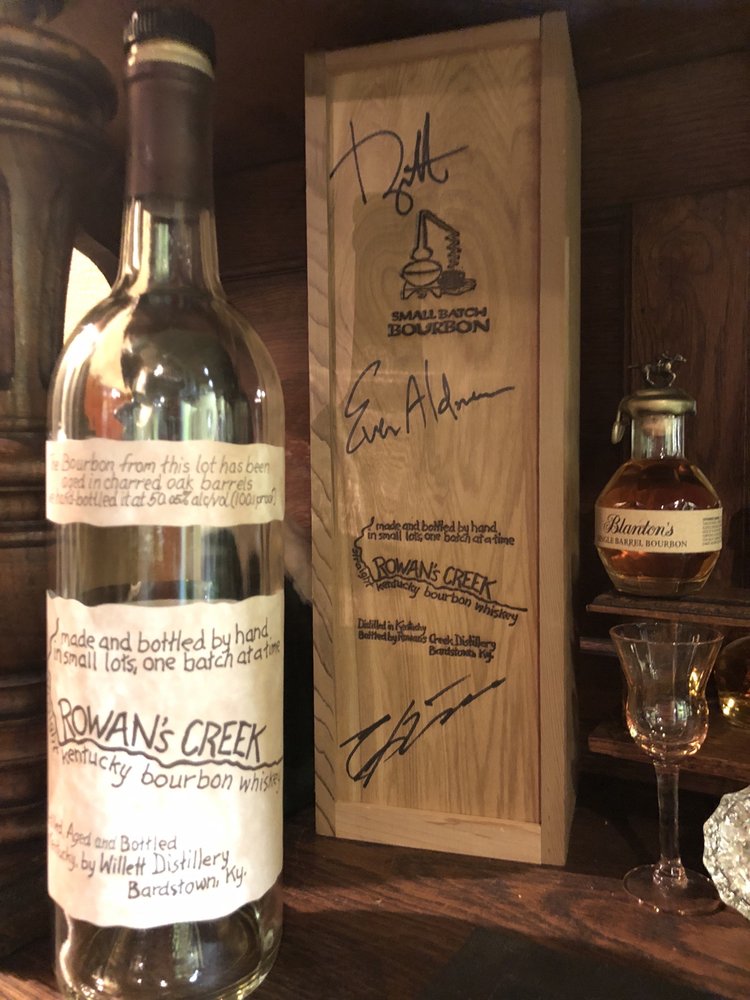 Bourbon from this lot has been
aged in charred oak barrels
bottled it at 50.05% alc/vol (100.1 proof)
made and bottled by hand
in small lots, one batch at a time
ROWAN'S CREEK
kentucky bourbon whiskey
Aged and Bottled
by Willett Distillery
Bardstown, Ky.
SMALL BATCH
BOURBON
Even Aldman
made and bottled by hand,
in small lots, one batch at a time
straight
ROWAN'S CREEK
kentucky bourbon whiskey
Distilled in Kentucky
Bottled by Rowan's Creek Distillery
Bardstown, Ky.
Blanton's
SINGLE BARREL BOURBON